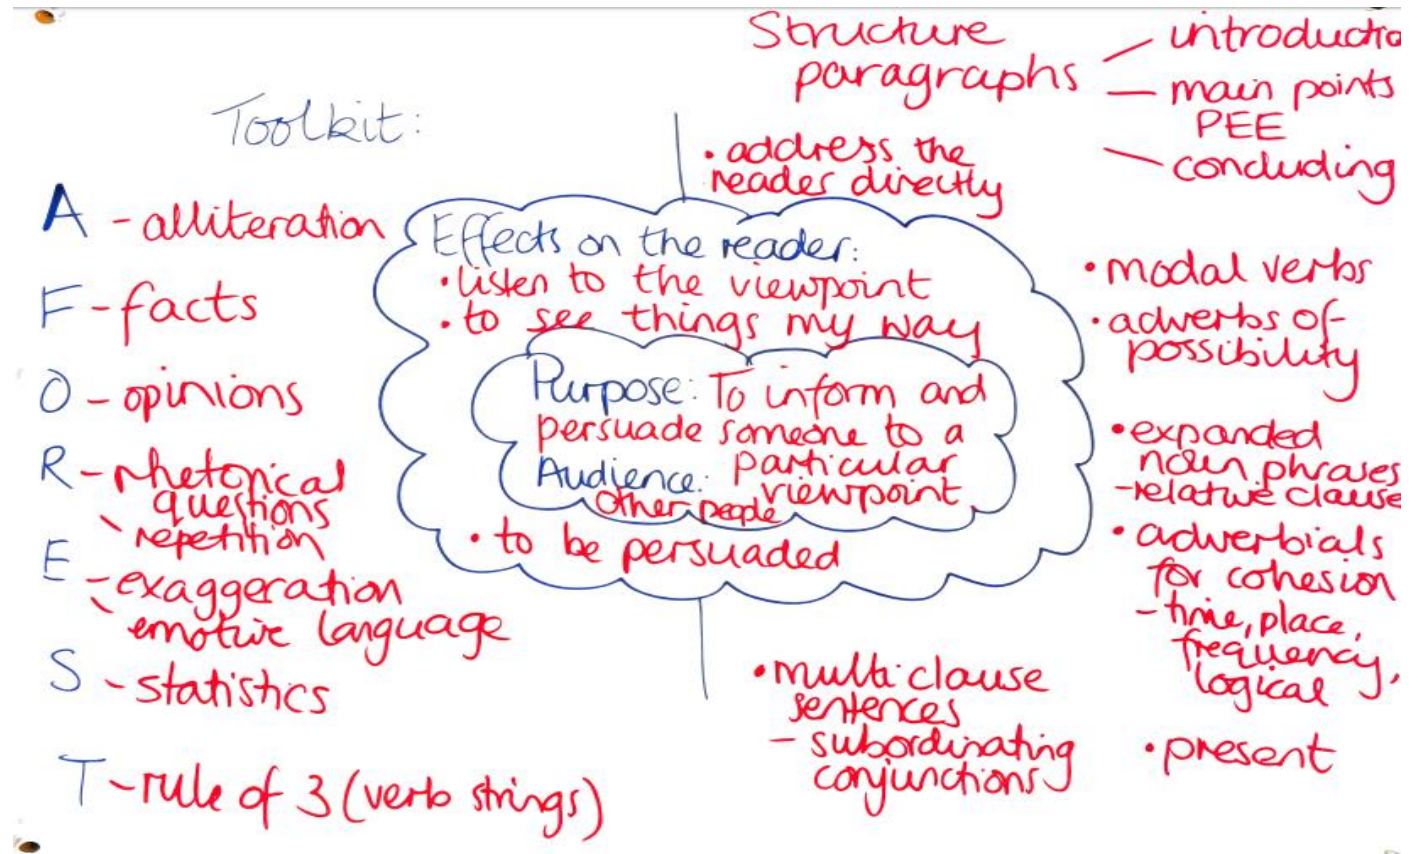 Toolkit:
A - alliteration
F - facts
O - opinions
R - rhetorical
questions
repetition
E - exaggeration
emotive language
S - statistics
T - rule of 3 (verb strings)
Effects on the reader:
• listen to the viewpoint
• to see things my way
Purpose: To inform and
persuade someone to a
particular
viewpoint
Audience:
Other people
• to be persuaded
• address the
reader directly
Structure
paragraphs
introductio
- main points
PEE
concluding
• modal verbs
• adverbs of
possibility
• expanded
noun phrases
- relative clause
• adverbials
for cohesion
- time, place,
frequency,
logical
• multi clause
sentences
- subordinating
conjunctions
• present